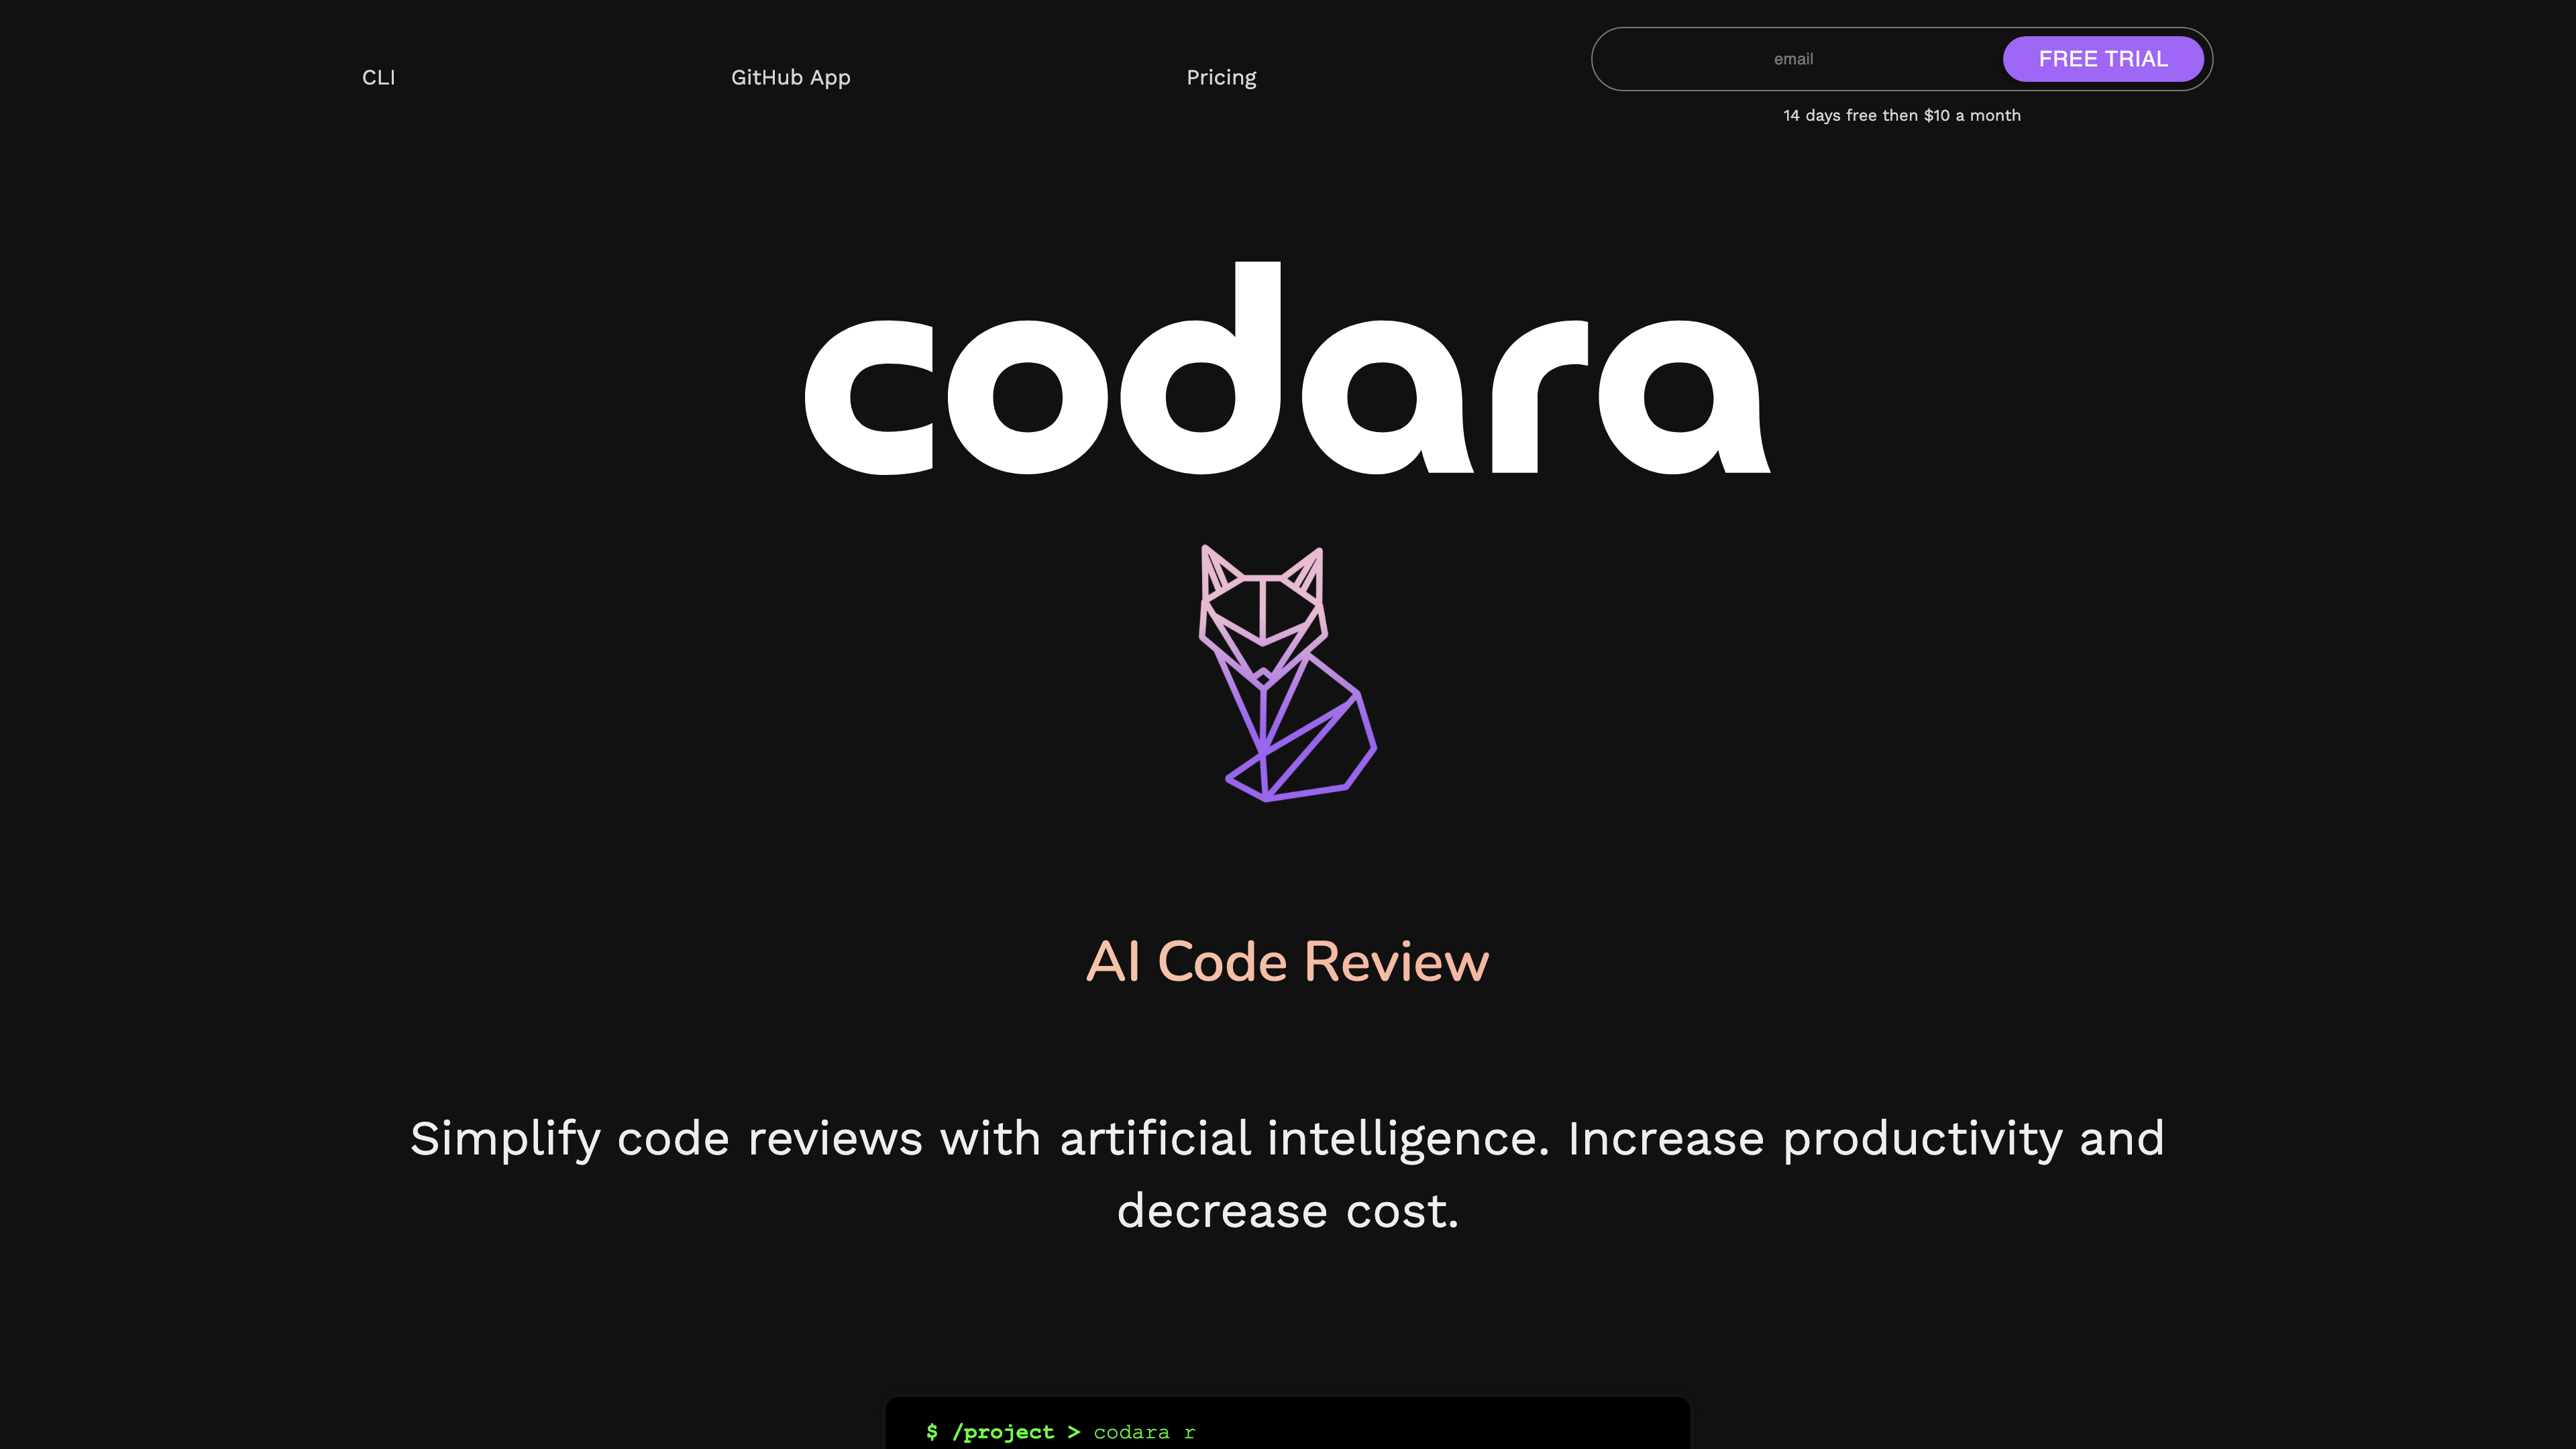 CLI
GitHub App
Pricing
email
FREE TRIAL
14 days free then $10 a month
codara
AI Code Review
Simplify code reviews with artificial intelligence. Increase productivity and
decrease cost.
$ /project > codara r